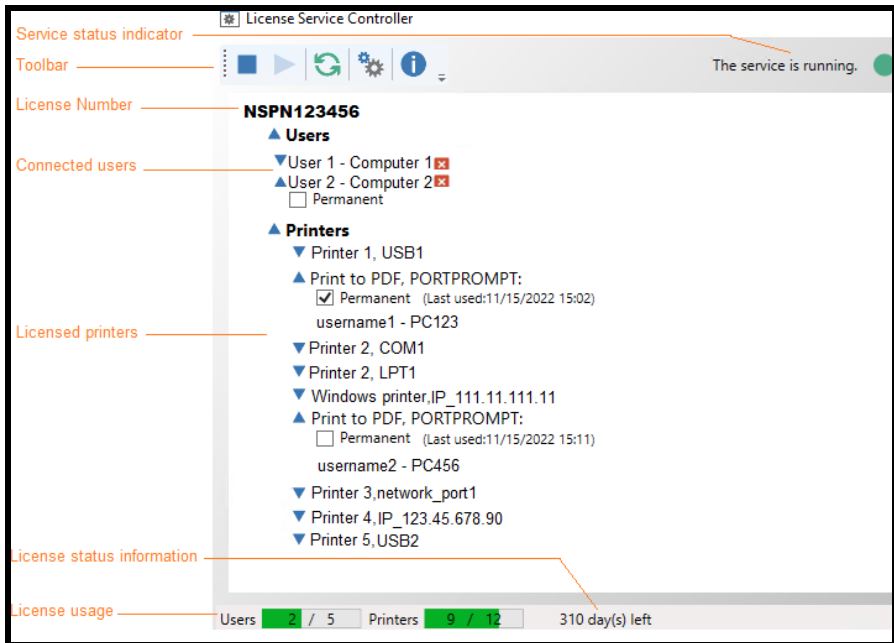 License Service Controller
Service status indicator
Toolbar
The service is running.
License Number
NSPN123456
Users
Connected users
User 1 - Computer 1
User 2 - Computer 2
Permanent
Printers
Printer 1, USB1
Print to PDF, PORTPROMPT:
Permanent (Last used:11/15/2022 15:02)
username1 - PC123
Licensed printers
Printer 2, COM1
Printer 2, LPT1
Windows printer,IP_111.11.111.11
Print to PDF, PORTPROMPT:
Permanent (Last used:11/15/2022 15:11)
username2 - PC456
Printer 3,network_port1
Printer 4,IP_123.45.678.90
Printer 5,USB2
License status information
License usage
Users 2 / 5 Printers 9 / 12 310 day(s) left